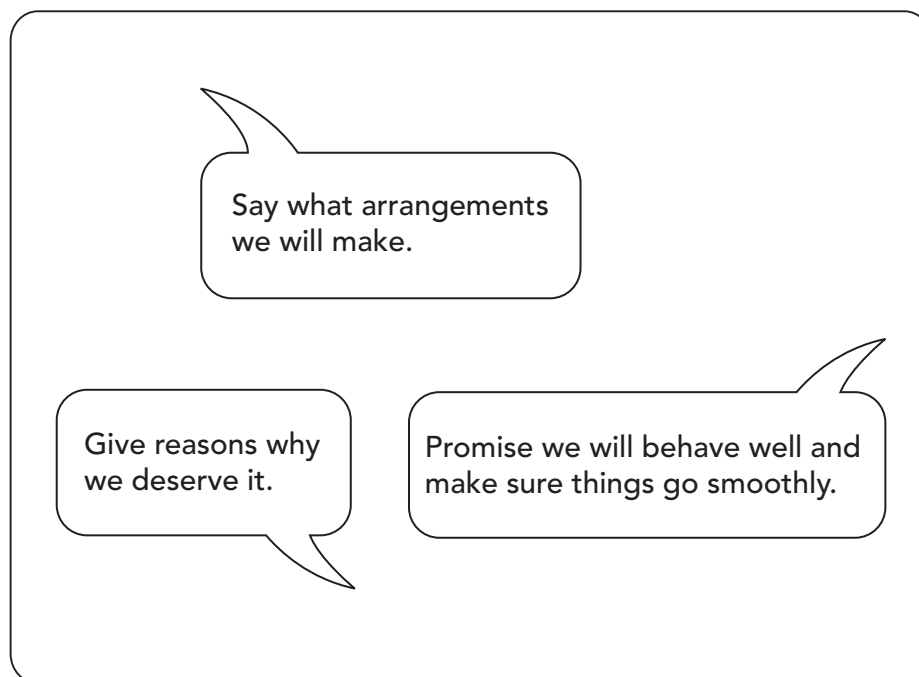 Say what arrangements
we will make.
Give reasons why
we deserve it.
Promise we will behave well and
make sure things go smoothly.